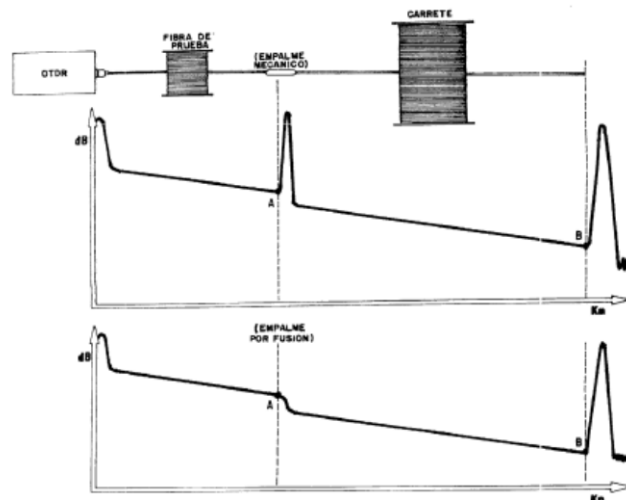 CARRETE
FIBRA DE
PRUEBA
(EMPALME
MECANICO)
OTDR
dB
A
B
Km
(EMPALME
POR FUSION)
dB
A
B
Km